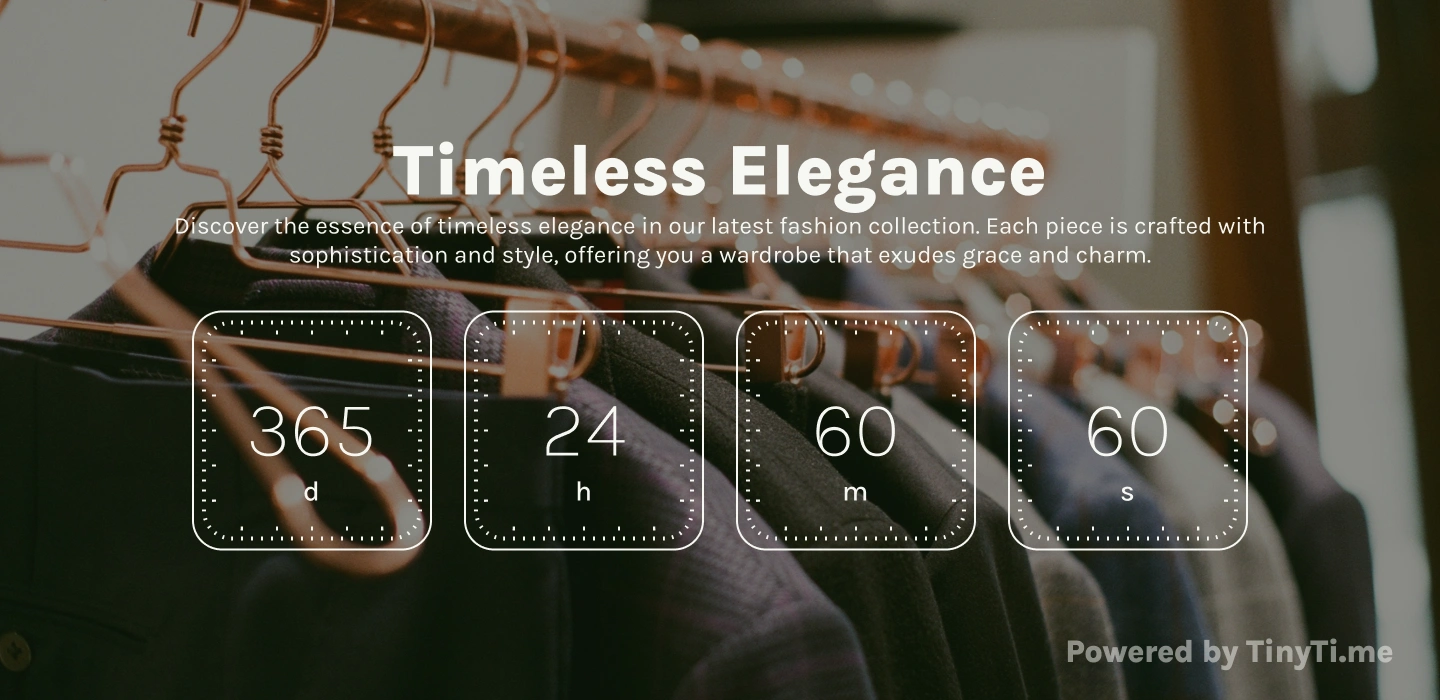 Timeless Elegance
Discover the essence of timeless elegance in our latest fashion collection. Each piece is crafted with
sophistication and style, offering you a wardrobe that exudes grace and charm.
365 24 60 60
d h m s
Powered by TinyTi.me